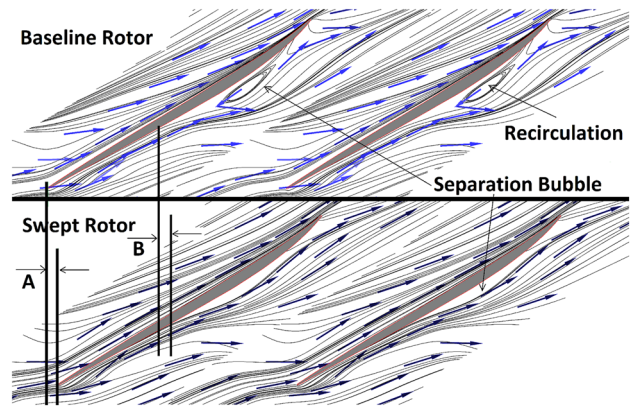 Baseline Rotor
Recirculation
Separation Bubble
Swept Rotor
B
A